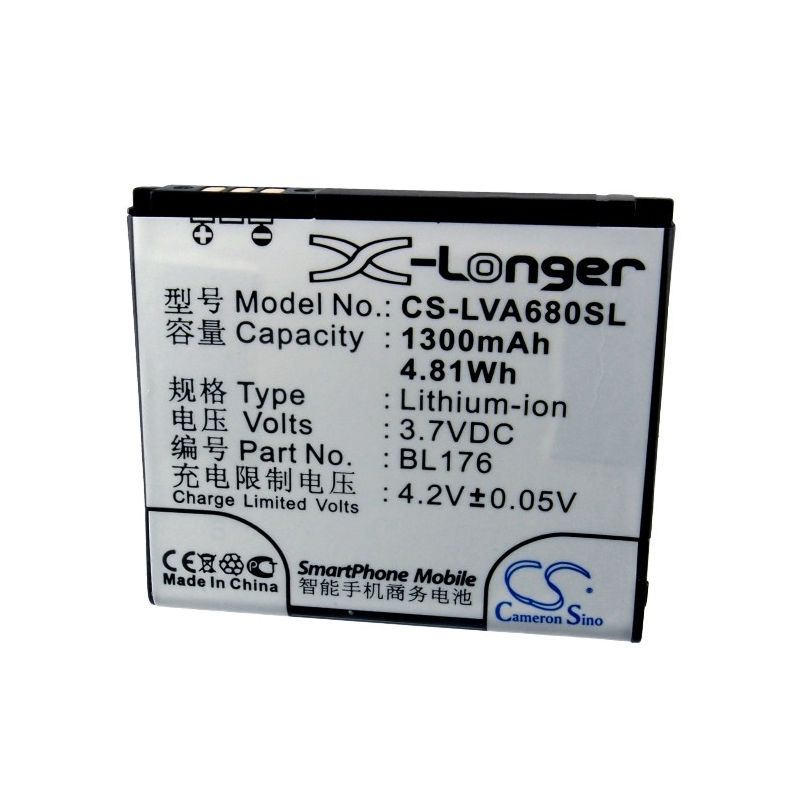 X-Longer
型号 Model No.: CS-LVA680SL
容量 Capacity : 1300mAh
4.81Wh
规格 Type : Lithium-ion
电压 Volts : 3.7VDC
编号 Part No. : BL176
充电限制电压 : 4.2V±0.05V
Charge Limited Volts
CE
Made In China
SmartPhone Mobile
智能手机商务电池
CS
Cameron Sino